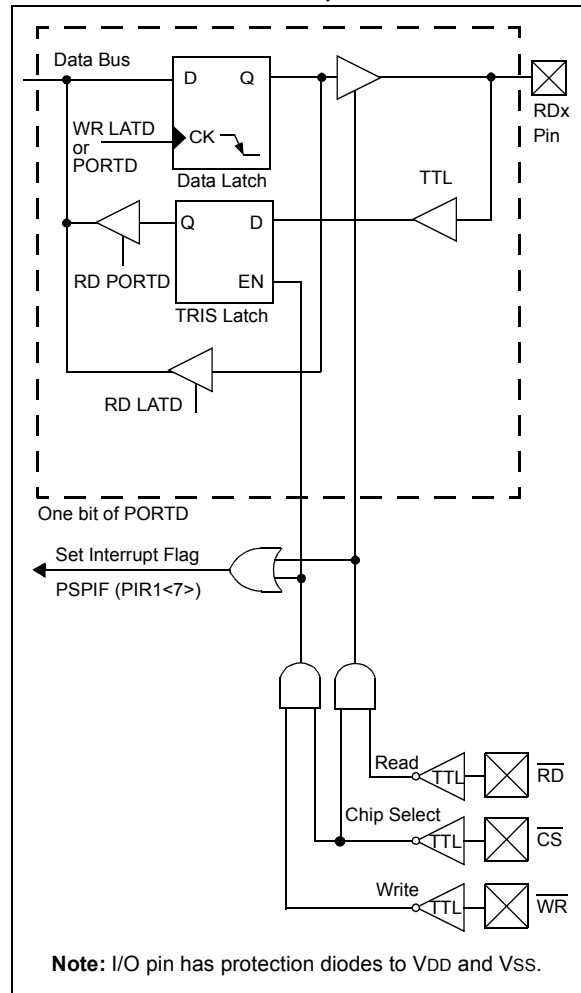 Data Bus
D Q
RDx
Pin
WR LATD
or
PORTD
CK
Data Latch
TTL
Q D
RD PORTD
EN
TRIS Latch
RD LATD
One bit of PORTD
Set Interrupt Flag
PSPIF (PIR1<7>)
Read
TTL
RD
Chip Select
TTL
CS
Write
TTL
WR
Note: I/O pin has protection diodes to VDD and VSS.